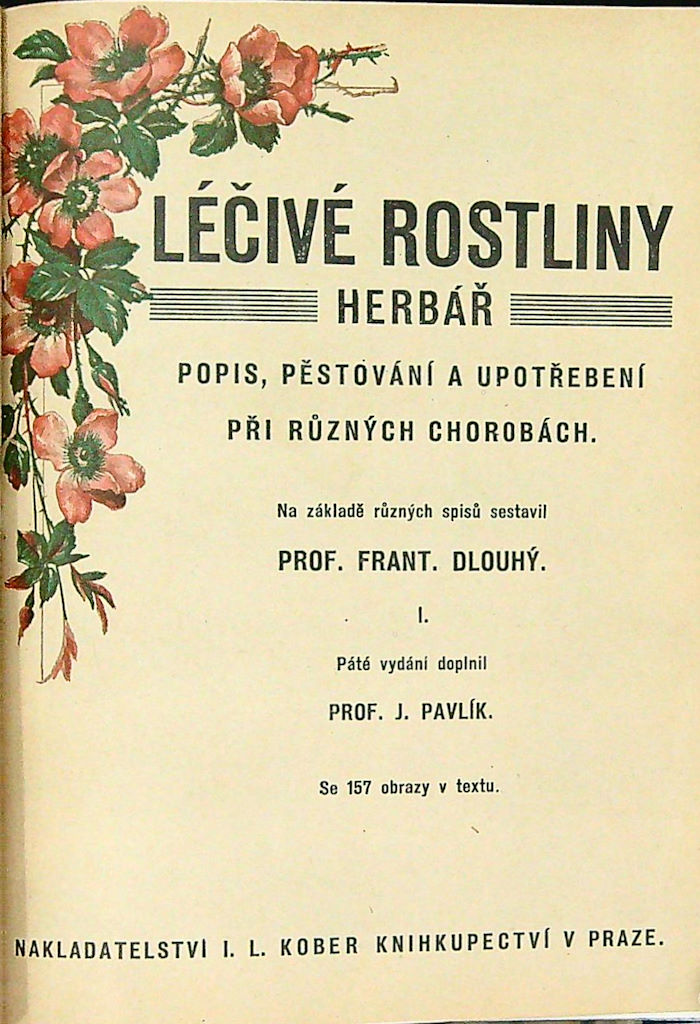 LÉČIVÉ ROSTLINY
HERBÁŘ
POPIS, PĚSTOVÁNÍ A UPOTŘEBENÍ
PŘI RŮZNÝCH CHOROBÁCH.
Na základě různých spisů sestavil
PROF. FRANT. DLOUHÝ.
I.
Páté vydání doplnil
PROF. J. PAVLÍK.
Se 157 obrazy v textu.
NAKLADATELSTVÍ I. L. KOBER KNIHKUPECTVÍ V PRAZE.